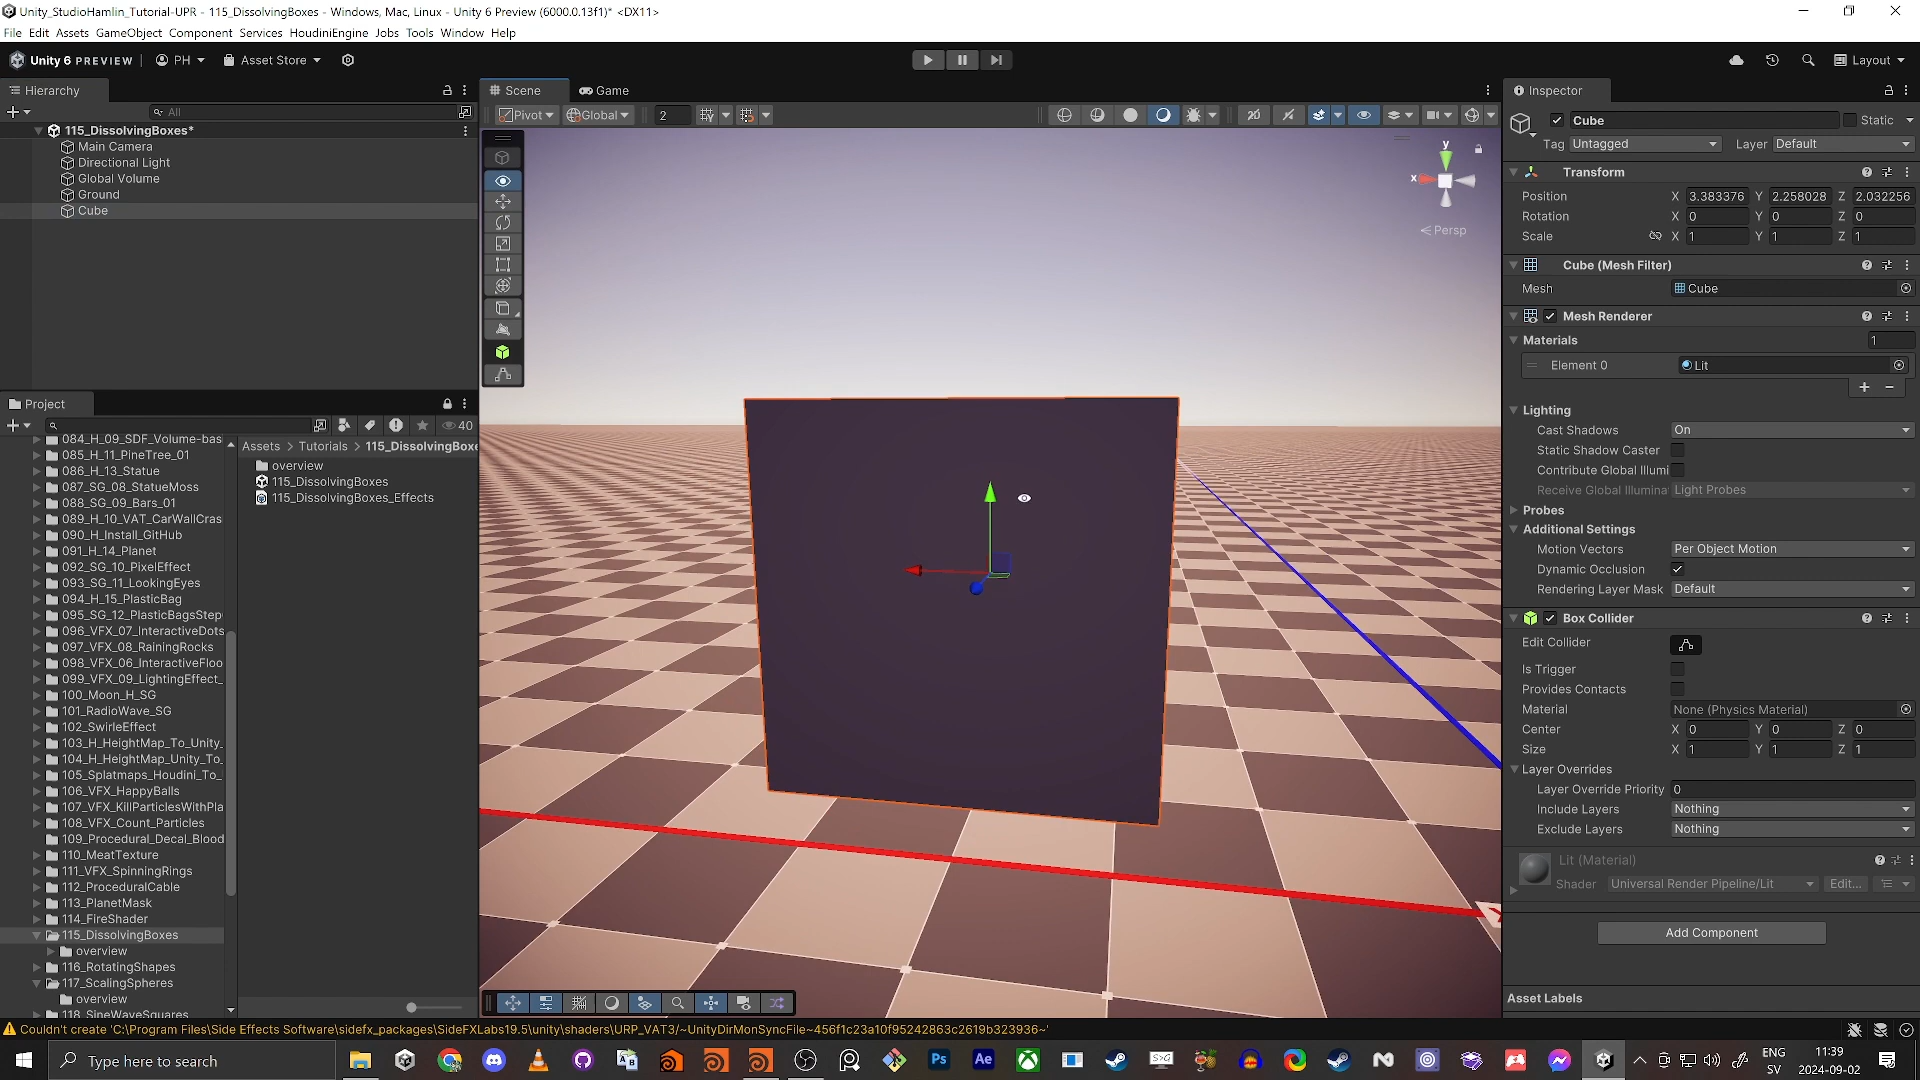 Unity_StudioHamlin_Tutorial-UPR - 115_DissolvingBoxes - Windows, Mac, Linux - Unity 6 Preview (6000.0.13f1)* <DX11>
File Edit Assets GameObject Component Services HoudiniEngine Jobs Tools Window Help
Unity 6 PREVIEW PH Asset Store Layout
Hierarchy
All
115_DissolvingBoxes*
Main Camera
Directional Light
Global Volume
Ground
Cube
Project
40
084_H_09_SDF_Volume-bas
085_H_11_PineTree_01
086_H_13_Statue
087_SG_08_StatueMoss
088_SG_09_Bars_01
089_H_10_VAT_CarWallCras
090_H_Install_GitHub
091_H_14_Planet
092_SG_10_PixelEffect
093_SG_11_LookingEyes
094_H_15_PlasticBag
095_SG_12_PlasticBagsStep
096_VFX_07_InteractiveDots
097_VFX_08_RainingRocks
098_VFX_06_InteractiveFloo
099_VFX_09_LightingEffect_
100_Moon_H_SG
101_RadioWave_SG
102_SwirleEffect
103_H_HeightMap_To_Unity_
104_H_HeightMap_Unity_To_
105_Splatmaps_Houdini_To_
106_VFX_HappyBalls
107_VFX_KillParticlesWithPla
108_VFX_Count_Particles
109_Procedural_Decal_Blood
110_MeatTexture
111_VFX_SpinningRings
112_ProceduralCable
113_PlanetMask
114_FireShader
115_DissolvingBoxes
overview
116_RotatingShapes
117_ScalingSpheres
overview
118_SineWaveSquares
Assets > Tutorials > 115_DissolvingBoxe
overview
115_DissolvingBoxes
115_DissolvingBoxes_Effects
Scene Game
Pivot Global 2 2D
y
x
< Persp
Inspector
Cube Static
Tag Untagged Layer Default
Transform
Position X 3.383376 Y 2.258028 Z 2.032256
Rotation X 0 Y 0 Z 0
Scale X 1 Y 1 Z 1
Cube (Mesh Filter)
Mesh Cube
Mesh Renderer
Materials 1
Element 0 Lit
Lighting
Cast Shadows On
Static Shadow Caster
Contribute Global Illumi
Receive Global Illumina Light Probes
Probes
Additional Settings
Motion Vectors Per Object Motion
Dynamic Occlusion
Rendering Layer Mask Default
Box Collider
Edit Collider
Is Trigger
Provides Contacts
Material None (Physics Material)
Center X 0 Y 0 Z 0
Size X 1 Y 1 Z 1
Layer Overrides
Layer Override Priority 0
Include Layers Nothing
Exclude Layers Nothing
Lit (Material)
Shader Universal Render Pipeline/Lit Edit...
Add Component
Asset Labels
Couldn't create 'C:\Program Files\Side Effects Software\sidefx_packages\SideFXLabs19.5\unity\shaders\URP_VAT3/~UnityDirMonSyncFile~456f1c23a10f95242863c2619b323936~'
Type here to search
Ps
Ae
ENG
SV
11:39
2024-09-02